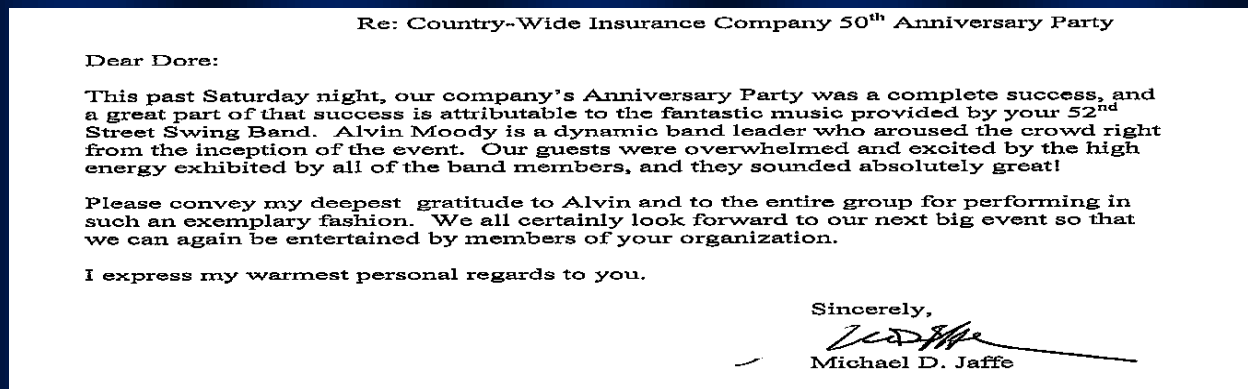 Re: Country-Wide Insurance Company 50th Anniversary Party
Dear Dore:
This past Saturday night, our company's Anniversary Party was a complete success, and
a great part of that success is attributable to the fantastic music provided by your 52nd
Street Swing Band. Alvin Moody is a dynamic band leader who aroused the crowd right
from the inception of the event. Our guests were overwhelmed and excited by the high
energy exhibited by all of the band members, and they sounded absolutely great!
Please convey my deepest gratitude to Alvin and to the entire group for performing in
such an exemplary fashion. We all certainly look forward to our next big event so that
we can again be entertained by members of your organization.
I express my warmest personal regards to you.
Sincerely,
Michael D. Jaffe